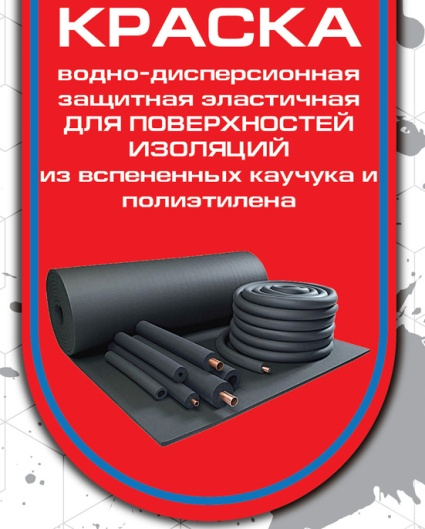 КРАСКА
водно-дисперсионная
защитная эластичная
ДЛЯ ПОВЕРХНОСТЕЙ
ИЗОЛЯЦИЙ
из вспененных каучука и
полиэтилена